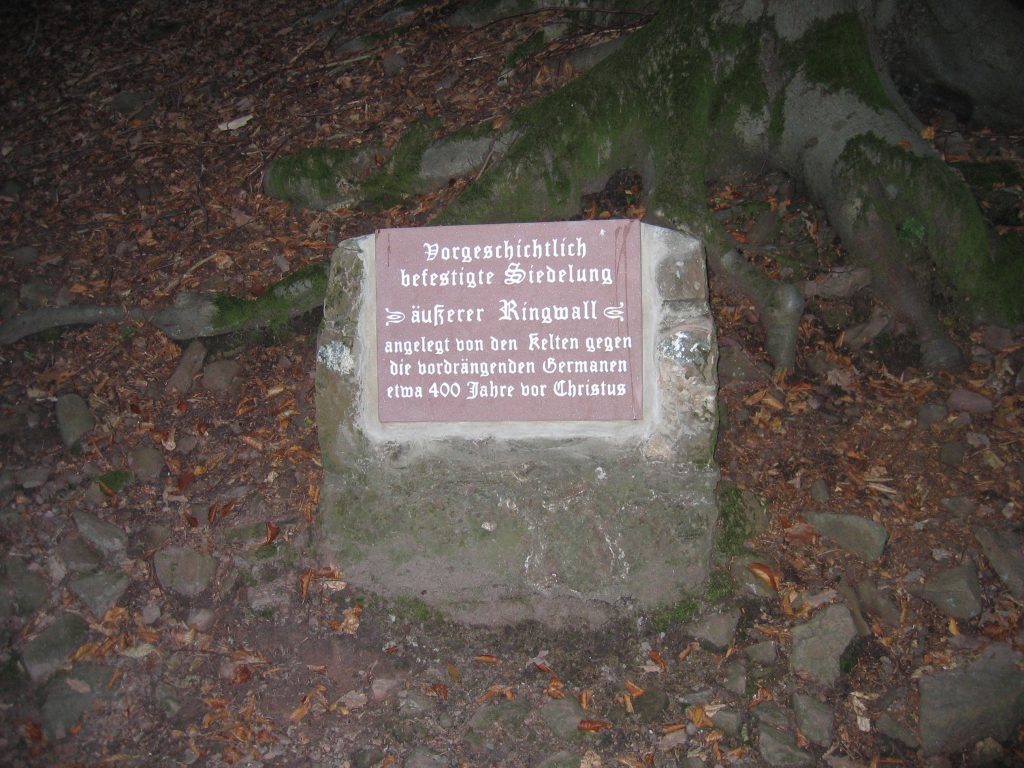 Vorgeschichtlich
befestigte Siedelung
äußerer Ringwall
angelegt von den Kelten gegen
die vordrängenden Germanen
etwa 400 Jahre vor Christus